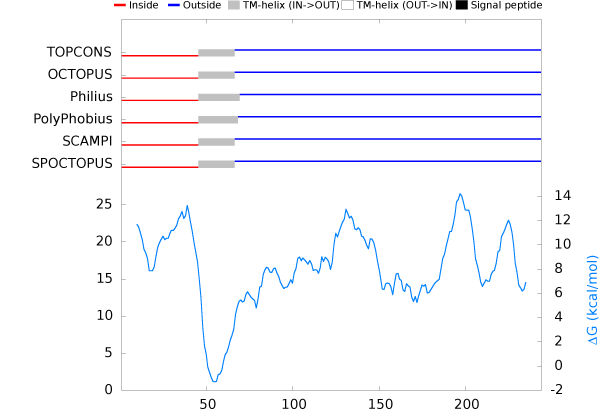 Inside Outside TM-helix (IN->OUT) TM-helix (OUT->IN) Signal peptide
TOPCONS
OCTOPUS
Philius
PolyPhobius
SCAMPI
SPOCTOPUS
25
20
15
10
5
0
14
12
10
8
6
4
2
0
-2
ΔG (kcal/mol)
50 100 150 200